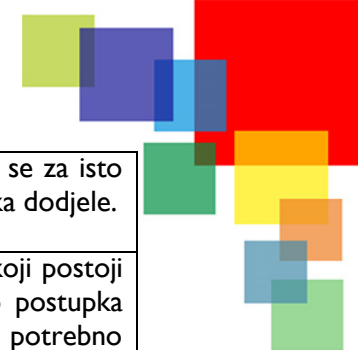 se za isto
ka dodjele.
koji postoji
postupka
potrebno